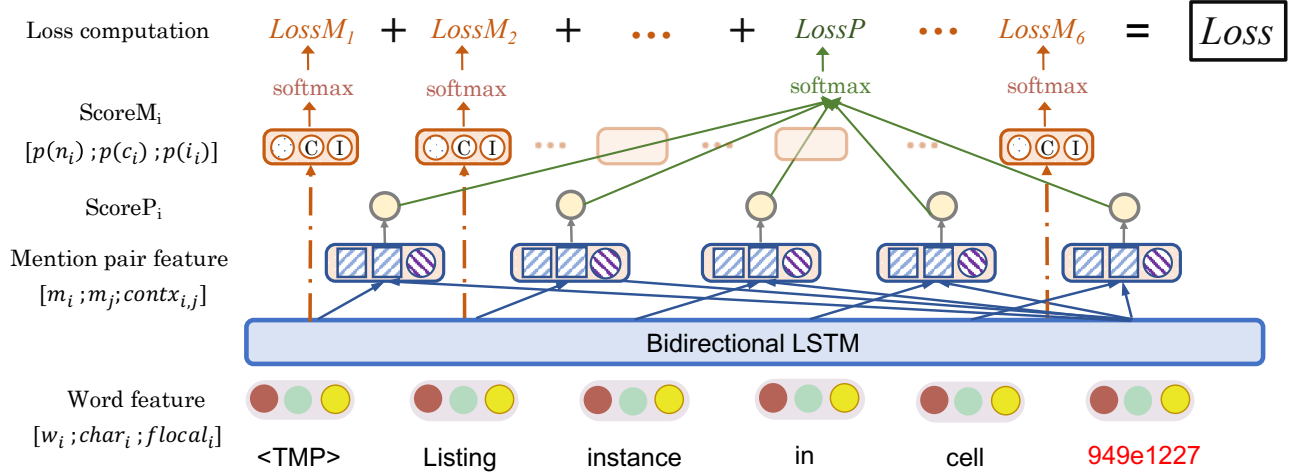 Loss computation LossM₁ + LossM₂ + ... + LossP ... LossM₆ = Loss
softmax softmax softmax softmax
ScoreMᵢ
C I C I ... ... ... C I
[p(nᵢ) ; p(cᵢ) ; p(iᵢ)]
ScorePᵢ
Mention pair feature
[mᵢ ; mⱼ; contxᵢ,ⱼ]
Bidirectional LSTM
Word feature
[wᵢ ; charᵢ ; flocalᵢ]
<TMP> Listing instance in cell 949e1227